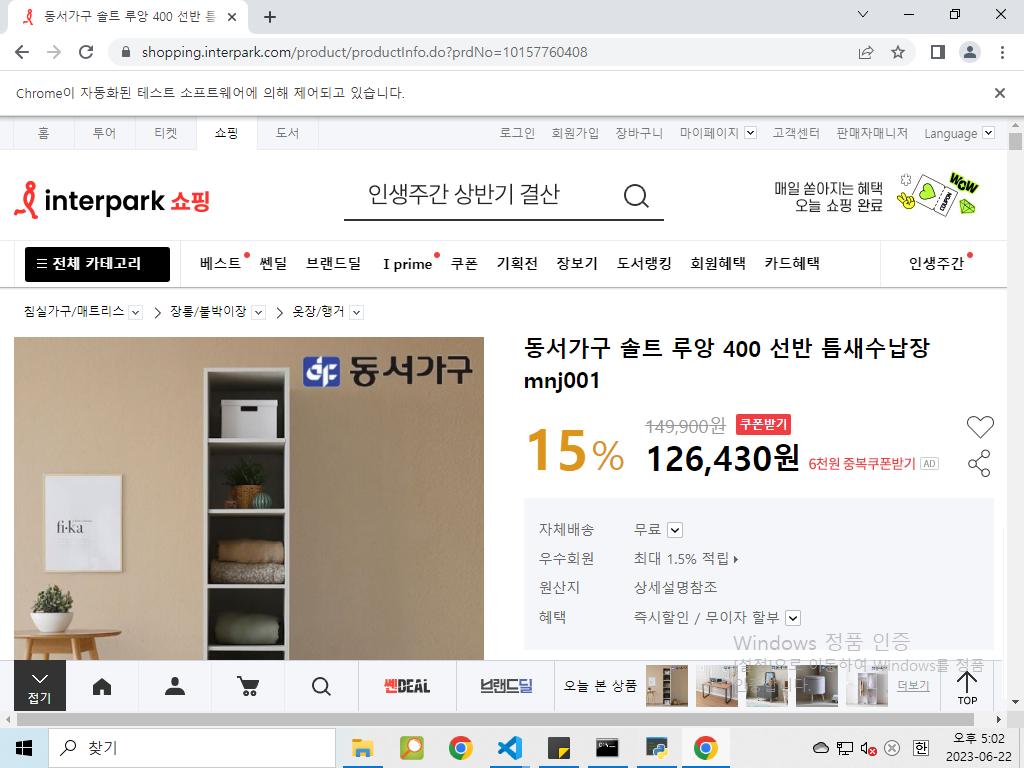 동서가구 솔트 루앙 400 선반 틈
shopping.interpark.com/product/productInfo.do?prdNo=10157760408
Chrome이 자동화된 테스트 소프트웨어에 의해 제어되고 있습니다.
홈 투어 티켓 쇼핑 도서 로그인 회원가입 장바구니 마이페이지 고객센터 판매자매니저 Language
interpark 쇼핑
인생주간 상반기 결산
매일 쏟아지는 혜택
오늘 쇼핑 완료
WOW
COUPON
전체 카테고리 베스트 쎈딜 브랜드딜 I prime 쿠폰 기획전 장보기 도서랭킹 회원혜택 카드혜택 인생주간
침실가구/매트리스 장롱/붙박이장 옷장/행거
df 동서가구
fi·ka
동서가구 솔트 루앙 400 선반 틈새수납장
mnj001
15%
149,900원 쿠폰받기
126,430원 6천원 중복쿠폰받기 AD
자체배송 무료
우수회원 최대 1.5% 적립
원산지 상세설명참조
혜택 즉시할인 / 무이자 할부
Windows 정품 인증
[설정]으로 이동하여 Windows를 정품
접기 쎈DEAL 브랜드딜 오늘 본 상품 더보기 TOP
찾기
한
오후 5:02
2023-06-22